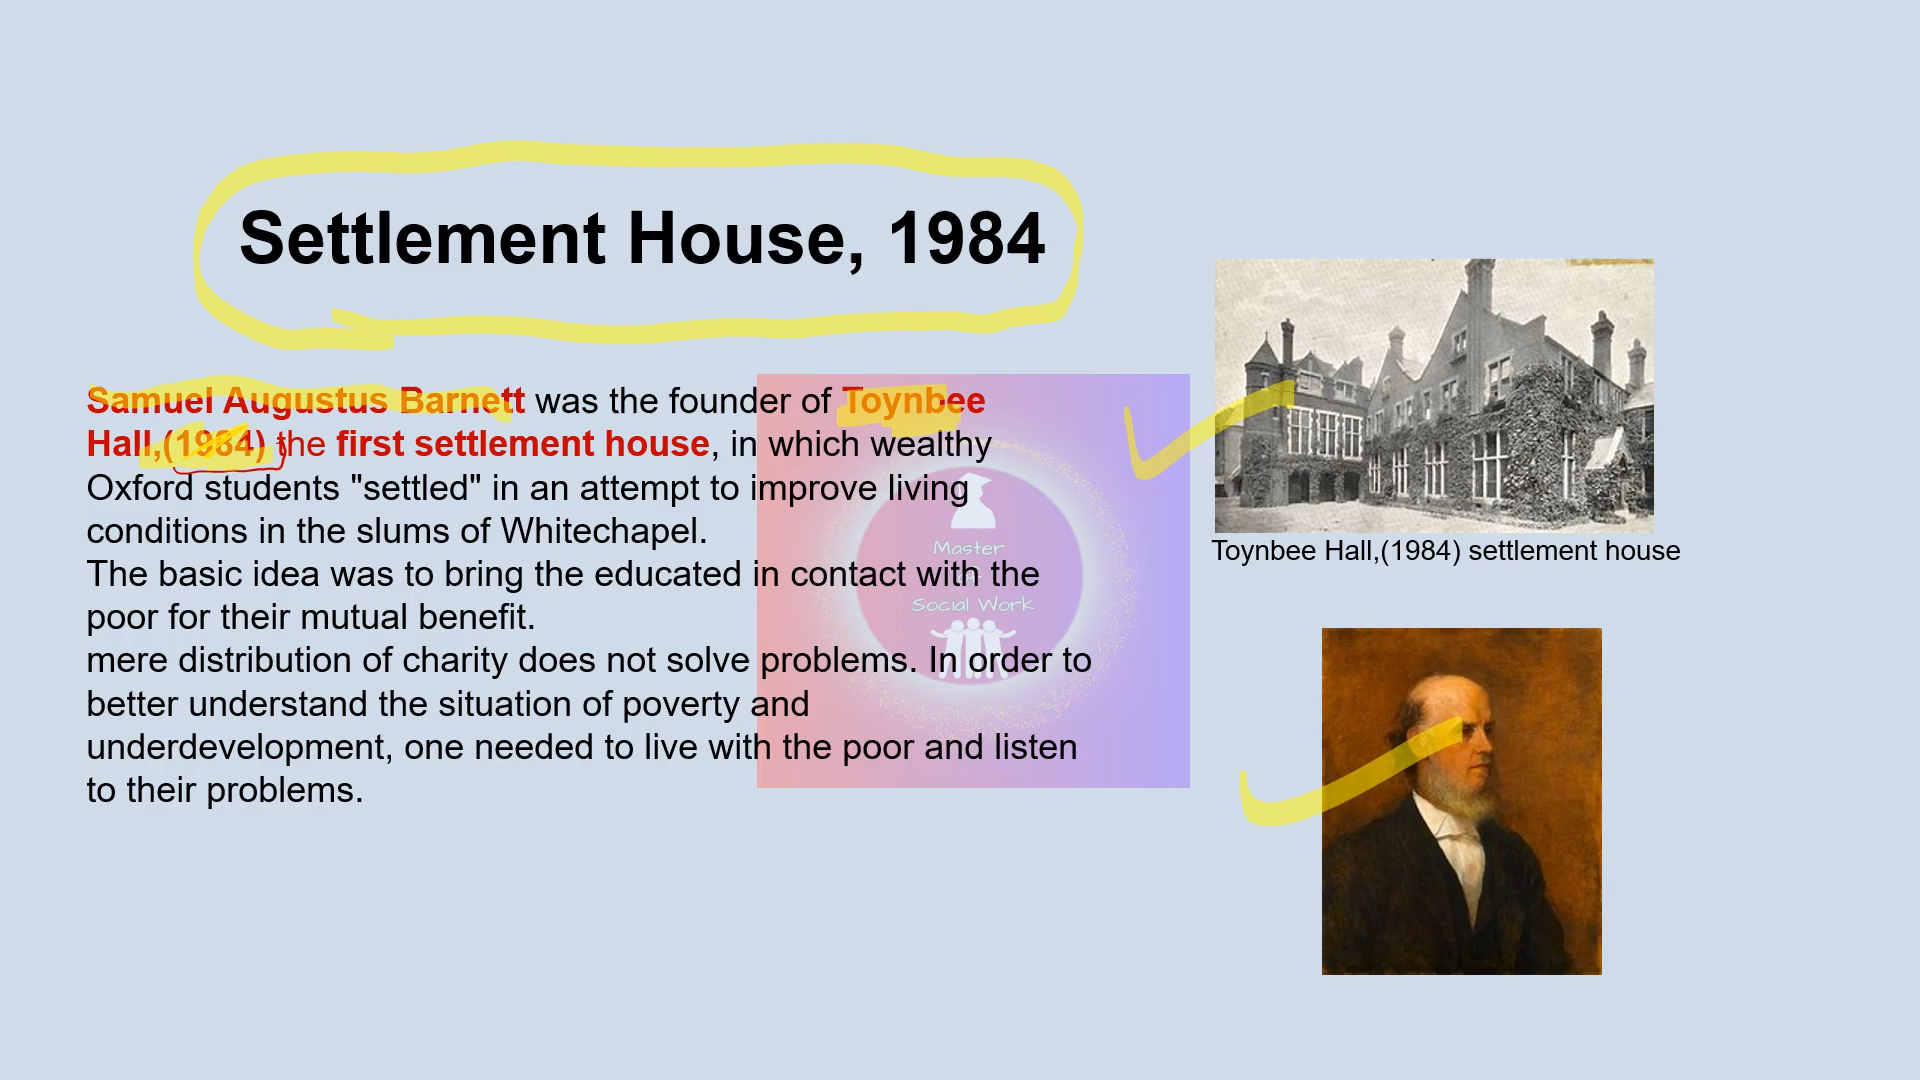 Settlement House, 1984
Samuel Augustus Barnett was the founder of Toynbee
Hall,(1984) the first settlement house, in which wealthy
Oxford students "settled" in an attempt to improve living
conditions in the slums of Whitechapel.
The basic idea was to bring the educated in contact with the
poor for their mutual benefit.
mere distribution of charity does not solve problems. In order to
better understand the situation of poverty and
underdevelopment, one needed to live with the poor and listen
to their problems.
Master
Social Work
Toynbee Hall,(1984) settlement house